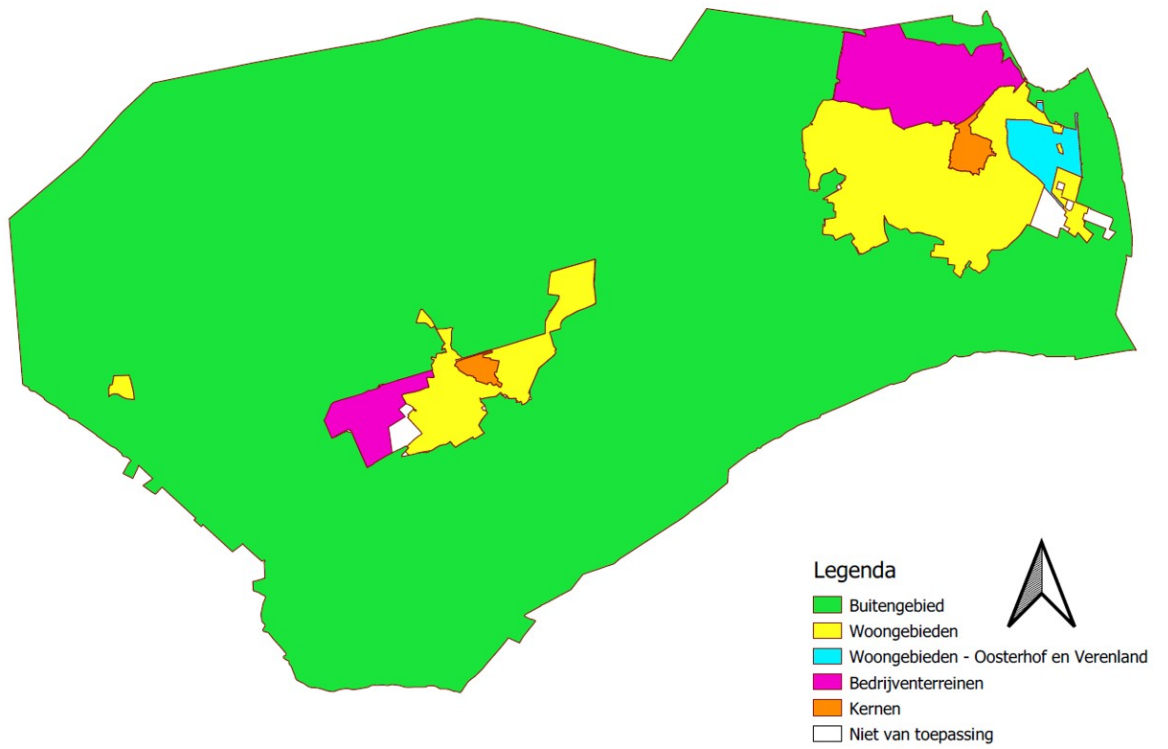 Legenda
Buitengebied
Woongebieden
Woongebieden - Oosterhof en Verenland
Bedrijventerreinen
Kernen
Niet van toepassing